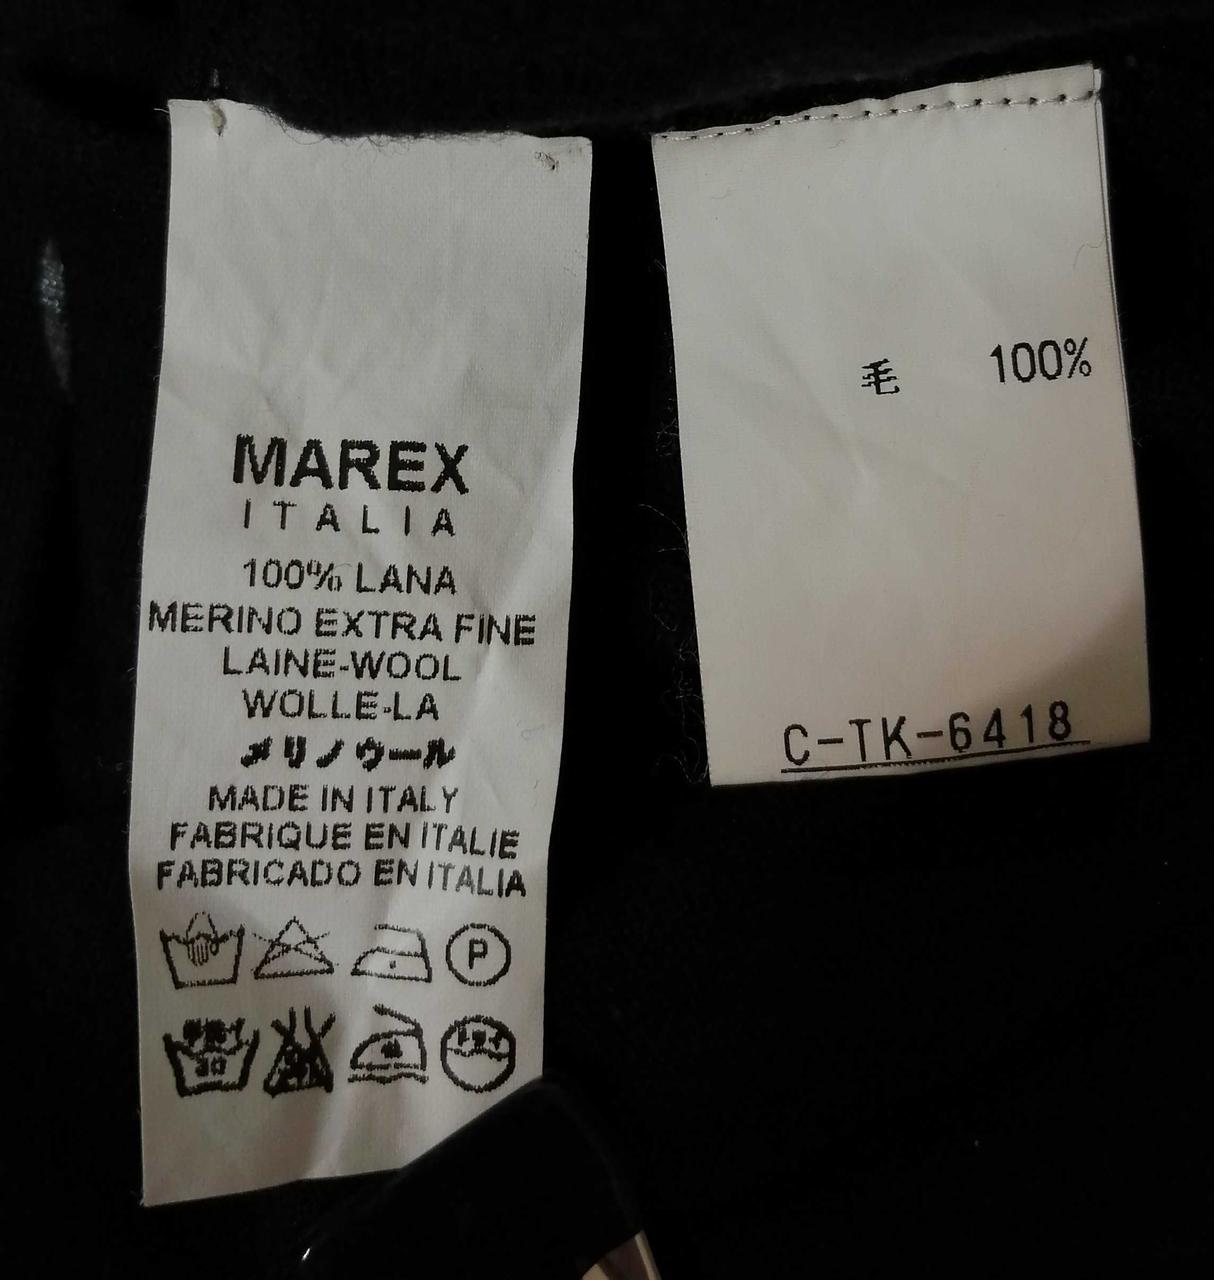 MAREX
ITALIA
100% LANA
MERINO EXTRA FINE
LAINE-WOOL
WOLLE-LA
メリノウール
MADE IN ITALY
FABRIQUE EN ITALIE
FABRICADO EN ITALIA
P
毛 100%
C-TK-6418